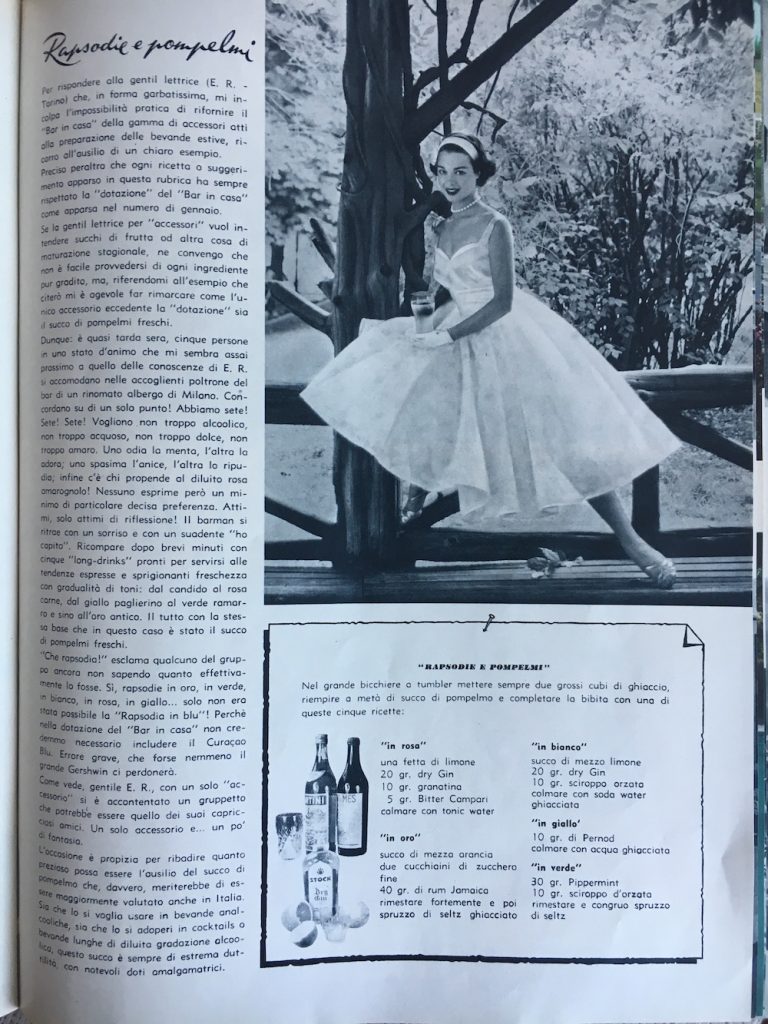 Rapsodie e pompelmi
Per rispondere alla gentil lettrice (E. R. -
Torino) che, in forma garbatissima, mi in-
colpa l'impossibilità pratica di rifornire il
"Bar in casa" della gamma di accessori atti
alla preparazione delle bevande estive, ri-
corro all'ausilio di un chiaro esempio.
Preciso peraltro che ogni ricetta o suggeri-
mento apparso in questa rubrica ha sempre
rispettato la "dotazione" del "Bar in casa"
come apparsa nel numero di gennaio.
Se la gentil lettrice per "accessori" vuol in-
tendere succhi di frutta od altra cosa di
maturazione stagionale, ne convengo che
non è facile provvedersi di ogni ingrediente
pur gradito, ma, riferendomi all'esempio che
citerò mi è agevole far rimarcare come l'u-
nico accessorio eccedente la "dotazione" sia
il succo di pompelmi freschi.
Dunque: è quasi tarda sera, cinque persone
in uno stato d'animo che mi sembra assai
prossimo a quello delle conoscenze di E. R.
si accomodano nelle accoglienti poltrone del
bar di un rinomato albergo di Milano. Con-
cordano su di un solo punto! Abbiamo sete!
Sete! Sete! Vogliono non troppo alcoolico,
non troppo acquoso, non troppo dolce, non
troppo amaro. Uno odia la menta, l'altra la
adora; uno spasima l'anice, l'altro lo ripu-
dia; infine c'è chi propende al diluito rosa
amarognolo! Nessuno esprime però un mi-
nimo di particolare decisa preferenza. Atti-
mi, solo attimi di riflessione! Il barman si
ritrae con un sorriso e con un suadente "ho
capito". Ricompare dopo brevi minuti con
cinque "long-drinks" pronti per servirsi alle
tendenze espresse e sprigionanti freschezza
con gradualità di toni: dal candido al rosa
carne, dal giallo paglierino al verde ramar-
ro e sino all'oro antico. Il tutto con la stes-
sa base che in questo caso è stato il succo
di pompelmi freschi.
"Che rapsodia!" esclama qualcuno del grup-
po ancora non sapendo quanto effettiva-
mente lo fosse. Sì, rapsodie in oro, in verde,
in bianco, in rosa, in giallo... solo non era
stata possibile la "Rapsodia in blu"! Perchè
nella dotazione del "Bar in casa" non cre-
demmo necessario includere il Curaçao
Blu. Errore grave, che forse nemmeno il
grande Gershwin ci perdonerà.
Come vede, gentile E. R., con un solo "ac-
cessorio" si è accontentato un gruppetto
che potrebbe essere quello dei suoi capric-
ciosi amici. Un solo accessorio e... un po'
di fantasia.
L'occasione è propizia per ribadire quanto
prezioso possa essere l'ausilio del succo di
pompelmo che, davvero, meriterebbe di es-
sere maggiormente valutato anche in Italia.
Sia che lo si voglia usare in bevande anal-
cooliche, sia che lo si adoperi in cocktails o
bevande lunghe di diluita gradazione alcoo-
lica, questo succo è sempre di estrema dut-
tilità, con notevoli doti amalgamatrici.
"RAPSODIE E POMPELMI"
Nel grande bicchiere a tumbler mettere sempre due grossi cubi di ghiaccio,
riempire a metà di succo di pompelmo e completare la bibita con una di
queste cinque ricette:
"in rosa"
una fetta di limone
20 gr. dry Gin
10 gr. granatina
5 gr. Bitter Campari
colmare con tonic water
"in oro"
succo di mezza arancia
due cucchiaini di zucchero
fine
40 gr. di rum Jamaica
rimestare fortemente e poi
spruzzo di seltz ghiacciato
"in bianco"
succo di mezzo limone
20 gr. dry Gin
10 gr. sciroppo orzata
colmare con soda water
ghiacciata
"in giallo"
10 gr. di Pernod
colmare con acqua ghiacciata
"in verde"
30 gr. Pippermint
10 gr. sciroppo d'orzata
rimestare e congruo spruzzo
di seltz
STOCK
Dry
Gin